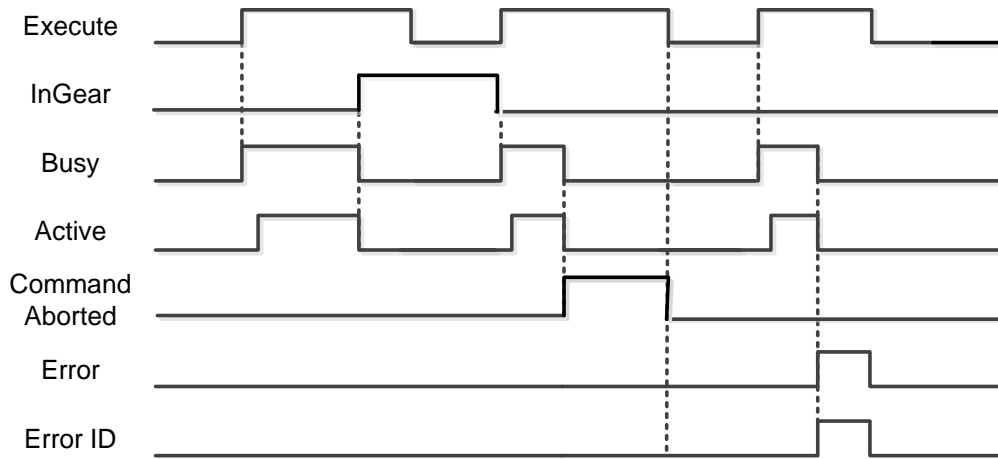 Execute
InGear
Busy
Active
Command
Aborted
Error
Error ID